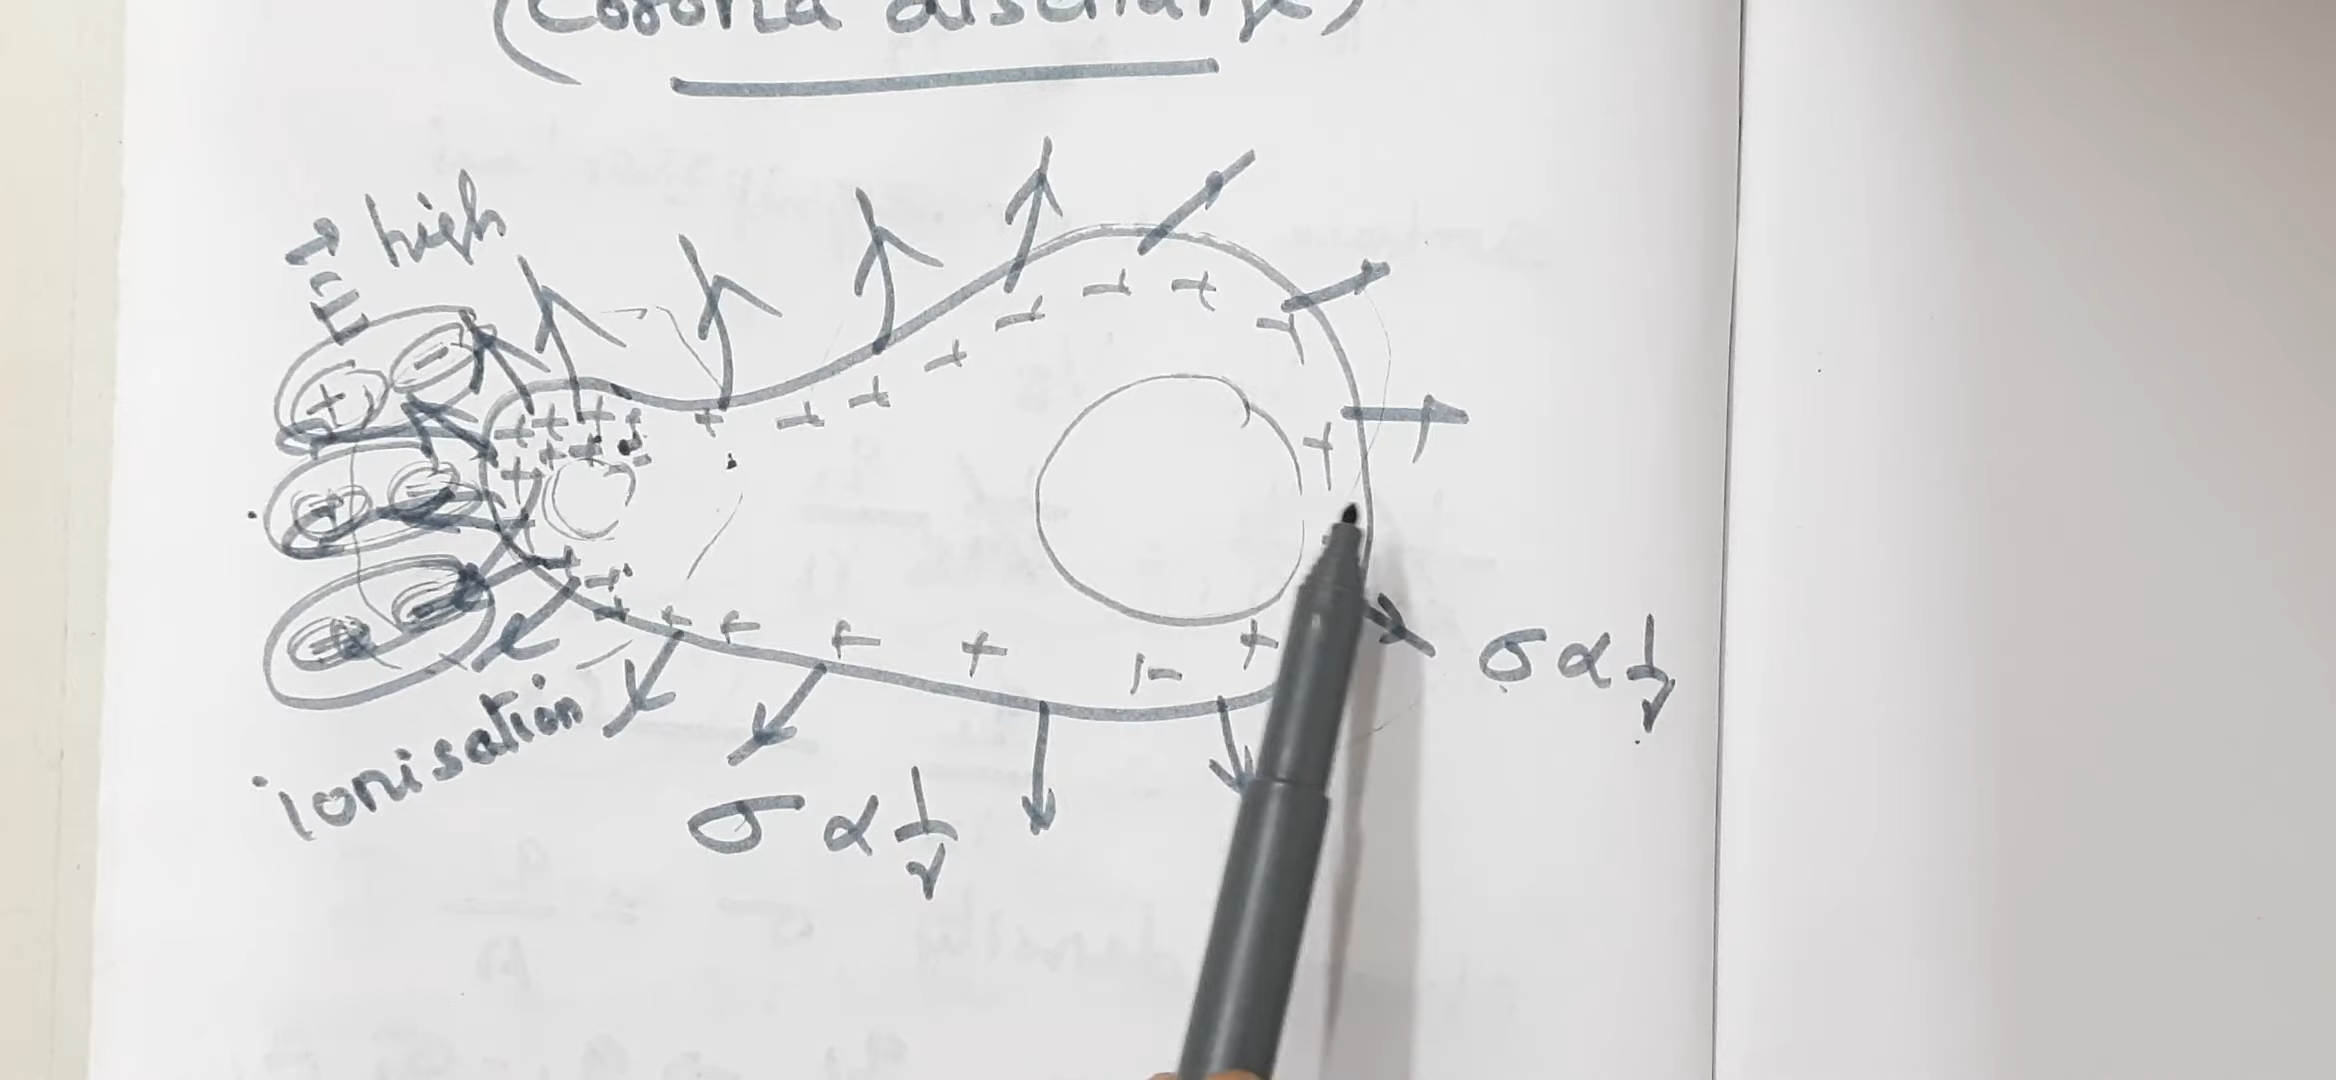 (Corona discharge)
E⃗ high
ionisation
σ α 1/r
σ α 1/r